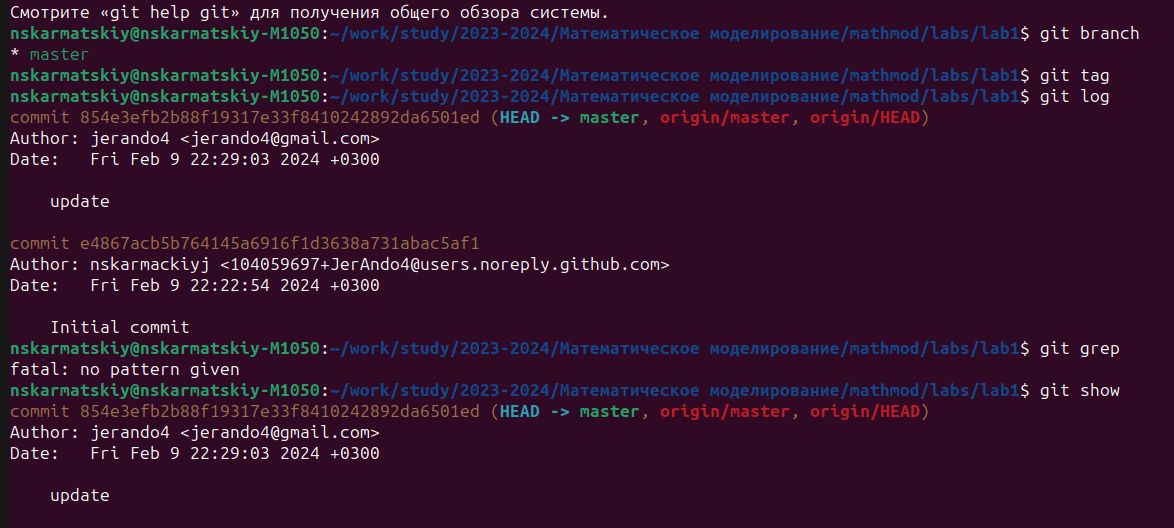 Смотрите «git help git» для получения общего обзора системы.
nskarmatskiy@nskarmatskiy-M1050:~/work/study/2023-2024/Математическое моделирование/mathmod/labs/lab1$ git branch
* master
nskarmatskiy@nskarmatskiy-M1050:~/work/study/2023-2024/Математическое моделирование/mathmod/labs/lab1$ git tag
nskarmatskiy@nskarmatskiy-M1050:~/work/study/2023-2024/Математическое моделирование/mathmod/labs/lab1$ git log
commit 854e3efb2b88f19317e33f8410242892da6501ed (HEAD -> master, origin/master, origin/HEAD)
Author: jerando4 <jerando4@gmail.com>
Date:   Fri Feb 9 22:29:03 2024 +0300
    update
commit e4867acb5b764145a6916f1d3638a731abac5af1
Author: nskarmackiyj <104059697+JerAndo4@users.noreply.github.com>
Date:   Fri Feb 9 22:22:54 2024 +0300
    Initial commit
nskarmatskiy@nskarmatskiy-M1050:~/work/study/2023-2024/Математическое моделирование/mathmod/labs/lab1$ git grep
fatal: no pattern given
nskarmatskiy@nskarmatskiy-M1050:~/work/study/2023-2024/Математическое моделирование/mathmod/labs/lab1$ git show
commit 854e3efb2b88f19317e33f8410242892da6501ed (HEAD -> master, origin/master, origin/HEAD)
Author: jerando4 <jerando4@gmail.com>
Date:   Fri Feb 9 22:29:03 2024 +0300
    update